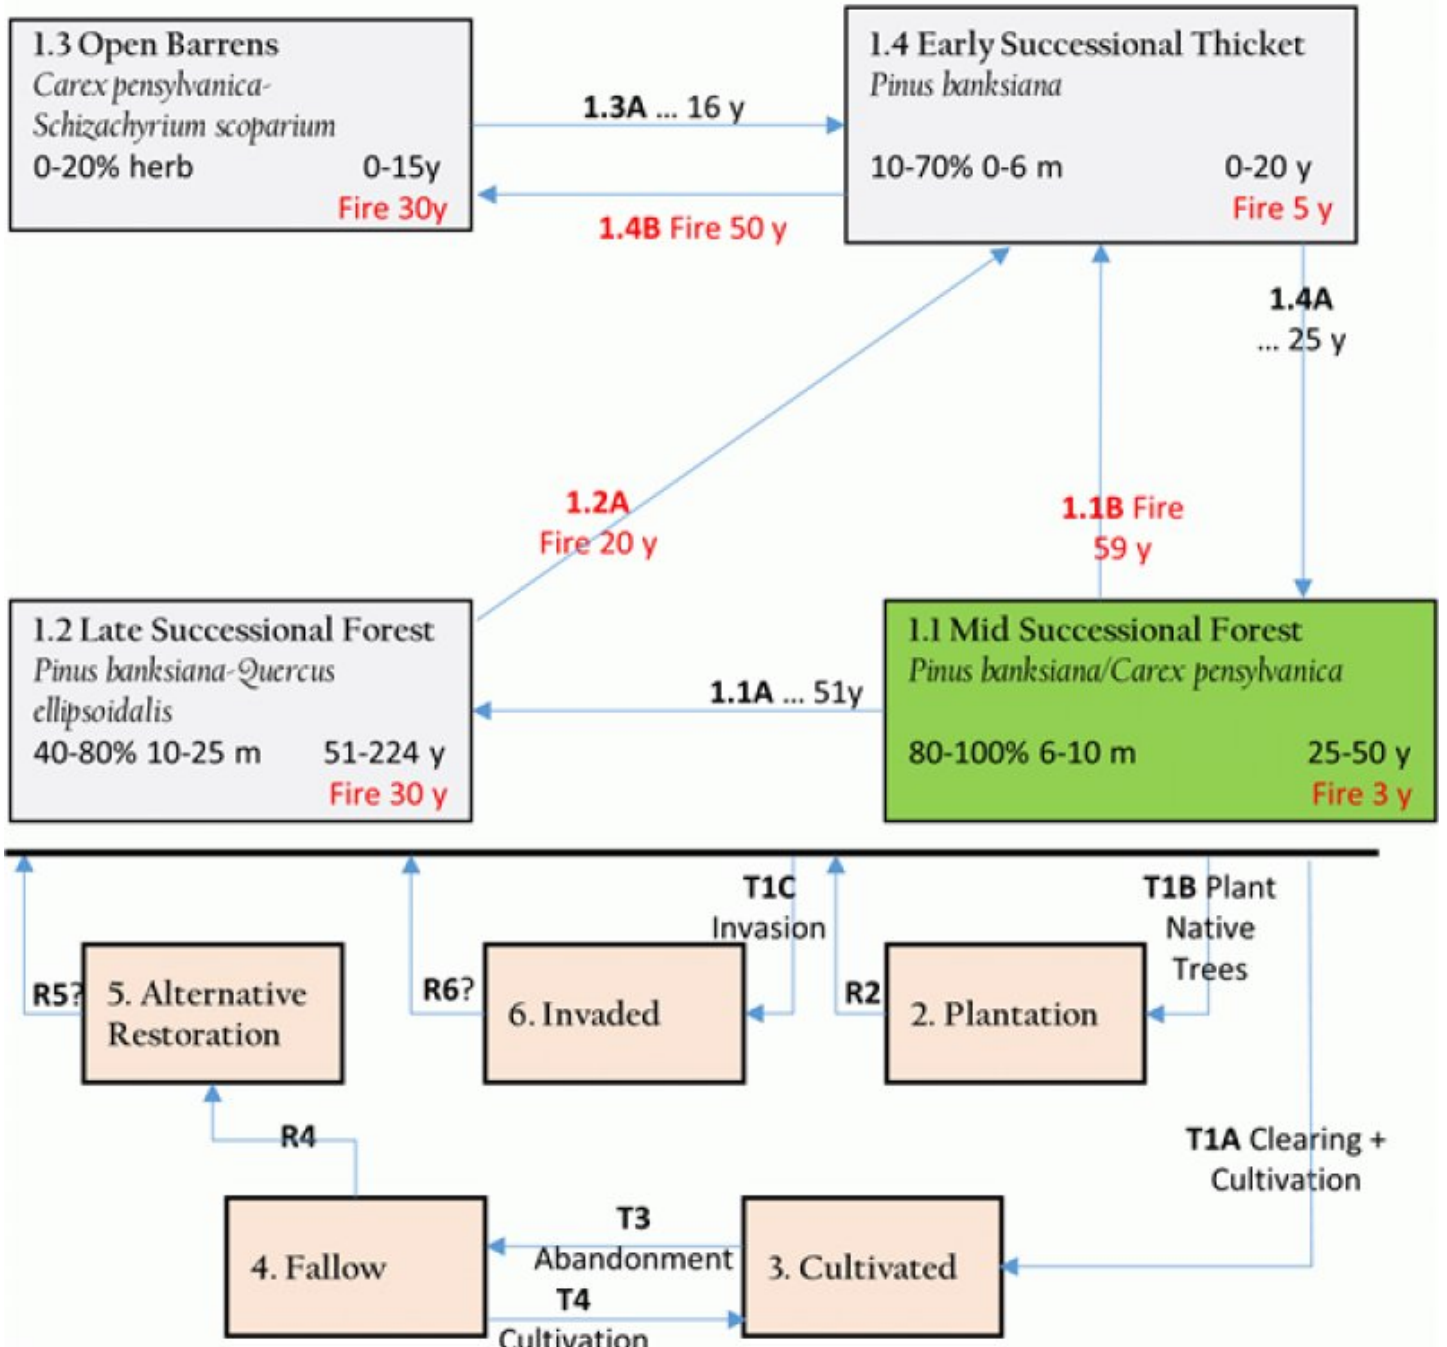 1.3 Open Barrens
Carex pensylvanica-
Schizachyrium scoparium
0-20% herb 0-15y
Fire 30y
1.3A ... 16 y
1.4B Fire 50 y
1.4 Early Successional Thicket
Pinus banksiana
10-70% 0-6 m 0-20 y
Fire 5 y
1.4A
... 25 y
1.2A
Fire 20 y
1.1B Fire
59 y
1.2 Late Successional Forest
Pinus banksiana-Quercus
ellipsoidalis
40-80% 10-25 m 51-224 y
Fire 30 y
1.1A ... 51y
1.1 Mid Successional Forest
Pinus banksiana/Carex pensylvanica
80-100% 6-10 m 25-50 y
Fire 3 y
T1C
Invasion
T1B Plant
Native
Trees
R5?
5. Alternative
Restoration
R6?
6. Invaded
R2
2. Plantation
R4
T1A Clearing +
Cultivation
4. Fallow
T3
Abandonment
T4
Cultivation
3. Cultivated